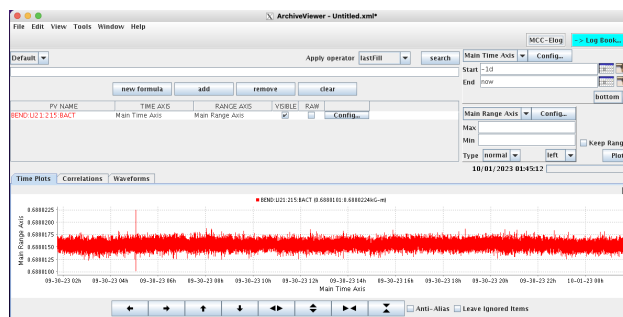 ArchiveViewer - Untitled.xml*
File Edit View Tools Window Help
MCC-Elog -> Log Book...
Default Apply operator lastFill search
Main Time Axis Config...
Start -1d
End now
new formula add remove clear
bottom
PV NAME TIME AXIS RANGE AXIS VISIBLE RAW
BEND:LI21:215:BACT Main Time Axis Main Range Axis Config...
Main Range Axis Config...
Max
Min Keep Rang
Type normal left Plot
10/01/2023 01:45:12
Time Plots Correlations Waveforms
BEND:LI21:215:BACT (0.6880101:0.6880224kG-m)
Main Range Axis
0.6880225
0.6880200
0.6880175
0.6880150
0.6880125
0.6880100
09-30-23 02h 09-30-23 04h 09-30-23 06h 09-30-23 08h 09-30-23 10h 09-30-23 12h 09-30-23 14h 09-30-23 16h 09-30-23 18h 09-30-23 20h 09-30-23 22h 10-01-23 00h
Main Time Axis
Anti-Alias Leave Ignored Items